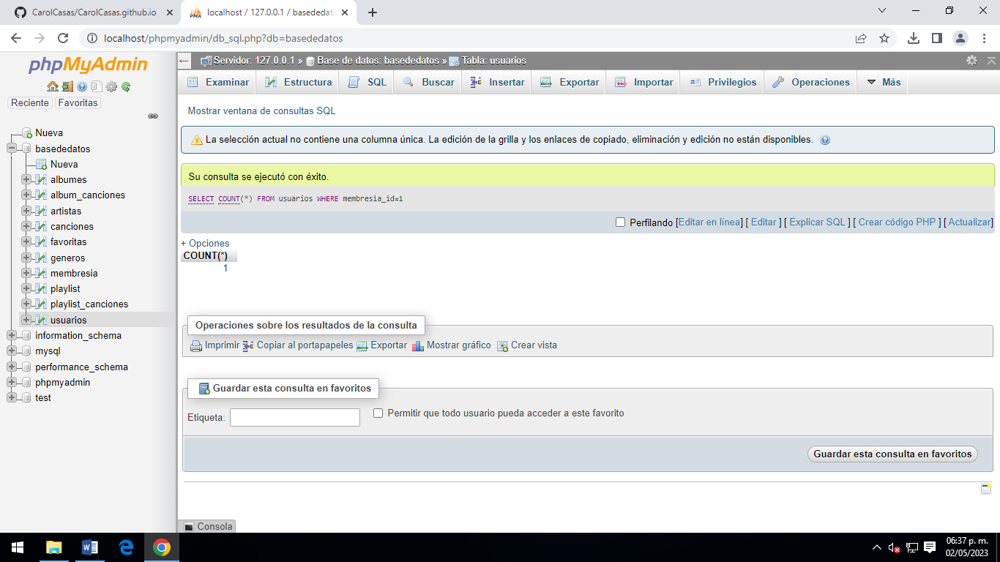 CarolCasas/CarolCasas.github.io
localhost / 127.0.0.1 / basededato
localhost/phpmyadmin/db_sql.php?db=basededatos
phpMyAdmin
Reciente Favoritas
Nueva
basededatos
Nueva
albumes
album_canciones
artistas
canciones
favoritas
generos
membresia
playlist
playlist_canciones
usuarios
information_schema
mysql
performance_schema
phpmyadmin
test
Servidor: 127.0.0.1 » Base de datos: basededatos » Tabla: usuarios
Examinar Estructura SQL Buscar Insertar Exportar Importar Privilegios Operaciones Más
Mostrar ventana de consultas SQL
La selección actual no contiene una columna única. La edición de la grilla y los enlaces de copiado, eliminación y edición no están disponibles.
Su consulta se ejecutó con éxito.
SELECT COUNT(*) FROM usuarios WHERE membresia_id=1
Perfilando [Editar en línea] [ Editar ] [ Explicar SQL ] [ Crear código PHP ] [ Actualizar]
+ Opciones
COUNT(*)
1
Operaciones sobre los resultados de la consulta
Imprimir Copiar al portapapeles Exportar Mostrar gráfico Crear vista
Guardar esta consulta en favoritos
Etiqueta: Permitir que todo usuario pueda acceder a este favorito
Guardar esta consulta en favoritos
Consola
06:37 p. m.
02/05/2023